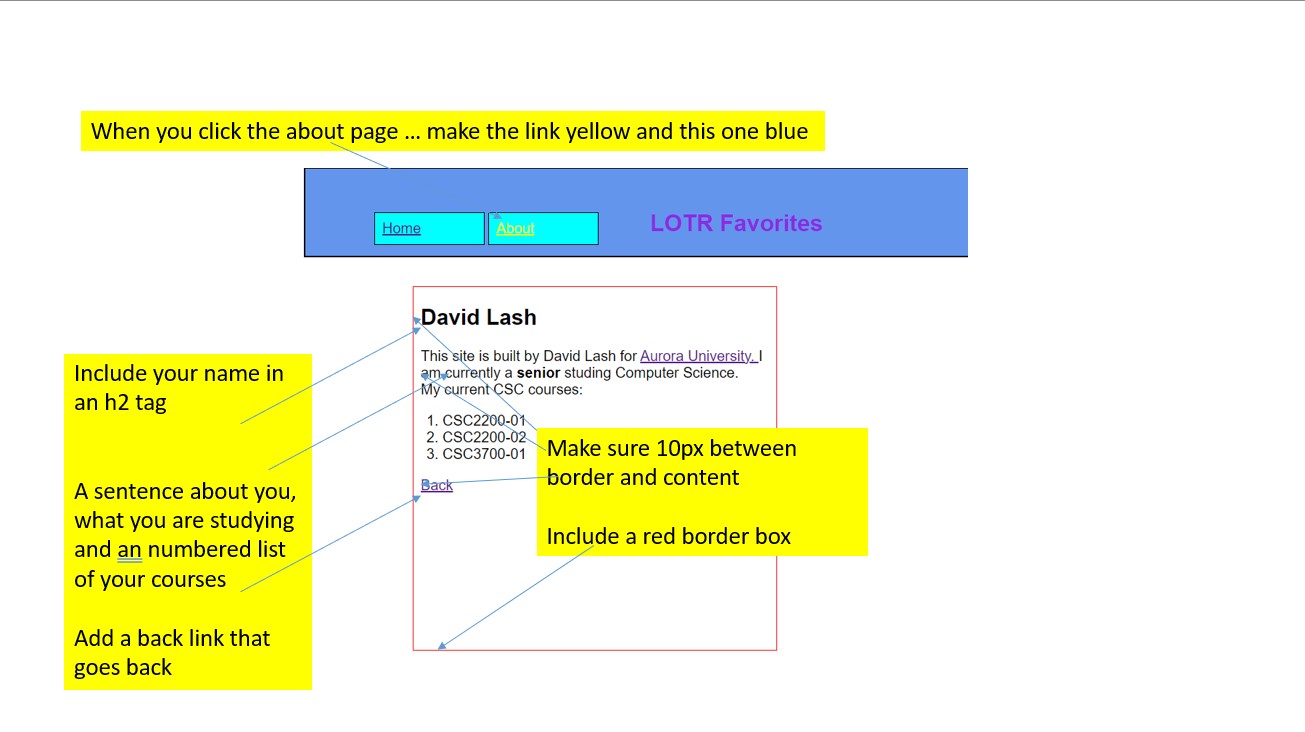 When you click the about page ... make the link yellow and this one blue
Home
About
LOTR Favorites
David Lash
This site is built by David Lash for Aurora University. I
am currently a senior studing Computer Science.
My current CSC courses:
1. CSC2200-01
2. CSC2200-02
3. CSC3700-01
Back
Include your name in
an h2 tag
A sentence about you,
what you are studying
and an numbered list
of your courses
Add a back link that
goes back
Make sure 10px between
border and content
Include a red border box